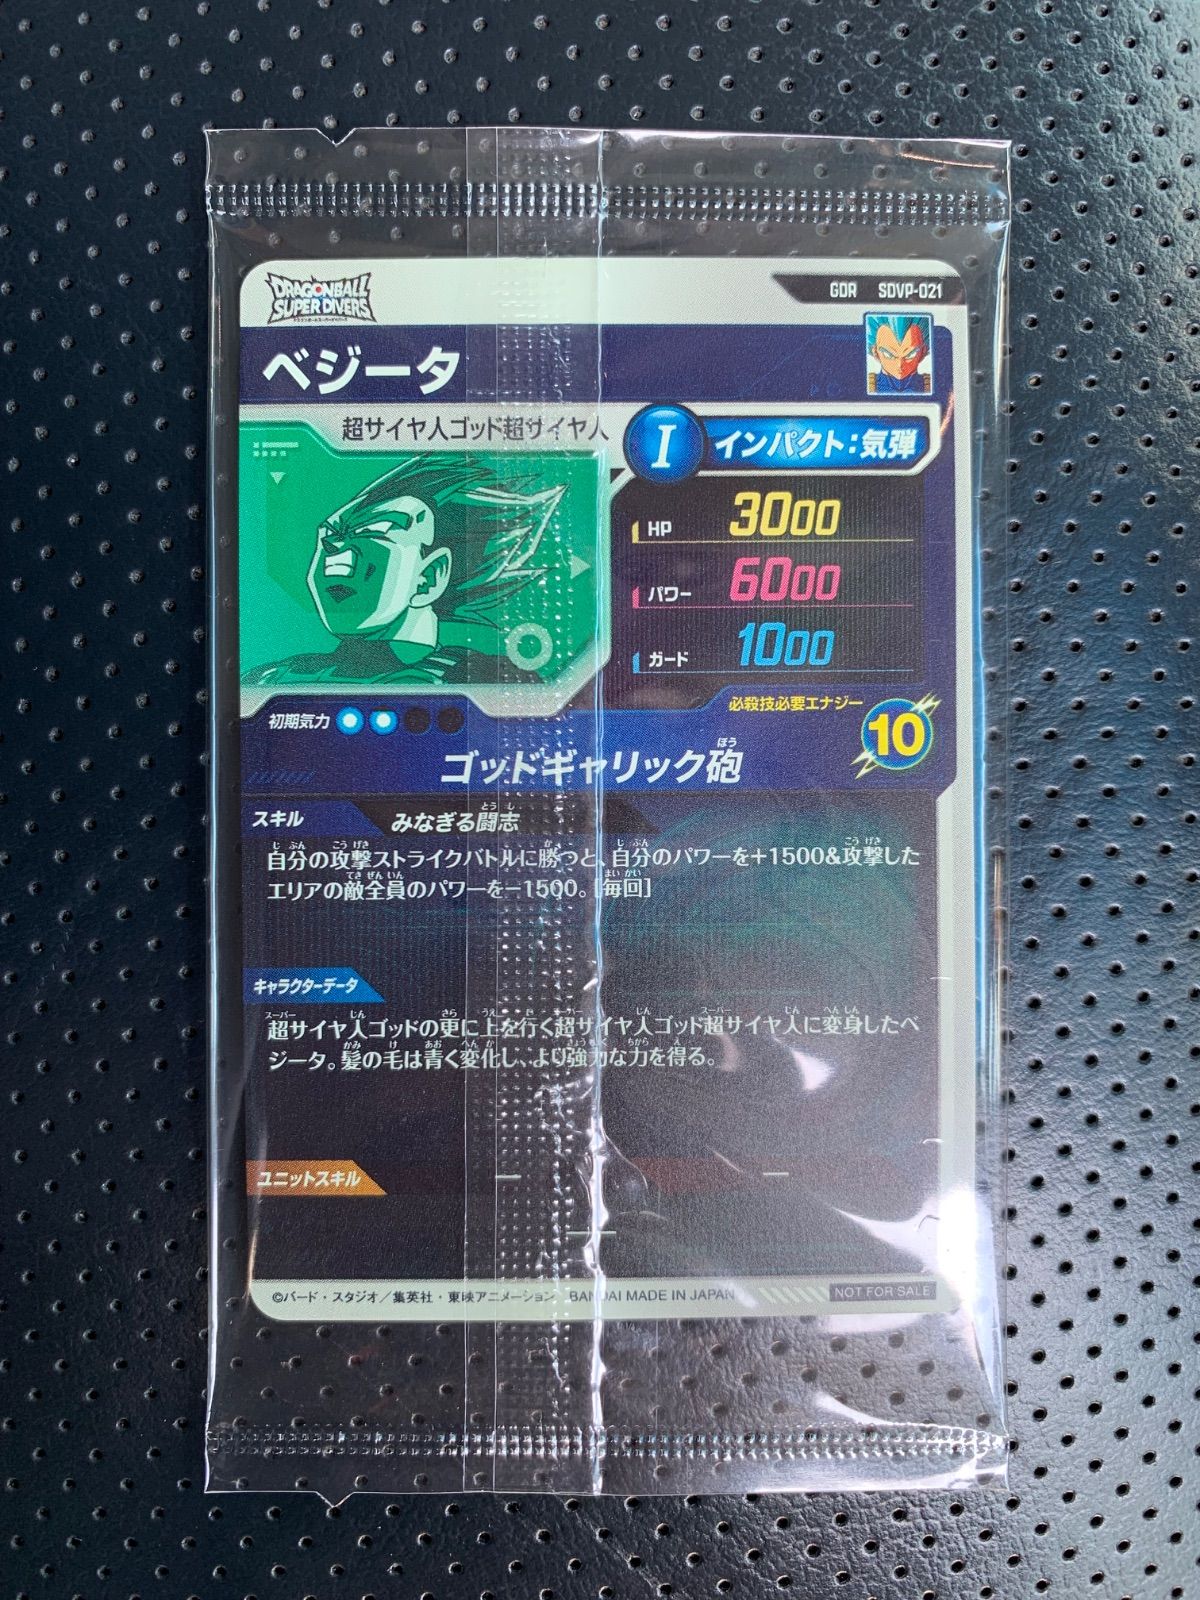 DRAGONBALL
SUPER DIVERS
GDR SDVP-021
ベジータ
超サイヤ人ゴッド超サイヤ人
I インパクト:気弾
HP 3000
パワー 6000
ガード 1000
初期気力
必殺技必要エナジー
10
ゴッドギャリック砲
スキル みなぎる闘志
自分の攻撃ストライクバトルに勝つと、自分のパワーを+1500&攻撃した
エリアの敵全員のパワーを-1500。[毎回]
キャラクターデータ
超サイヤ人ゴッドの更に上を行く超サイヤ人ゴッド超サイヤ人に変身したベ
ジータ。髪の毛は青く変化し、より強力な力を得る。
ユニットスキル — —
—
©バード・スタジオ/集英社・東映アニメーション BANDAI MADE IN JAPAN NOT FOR SALE